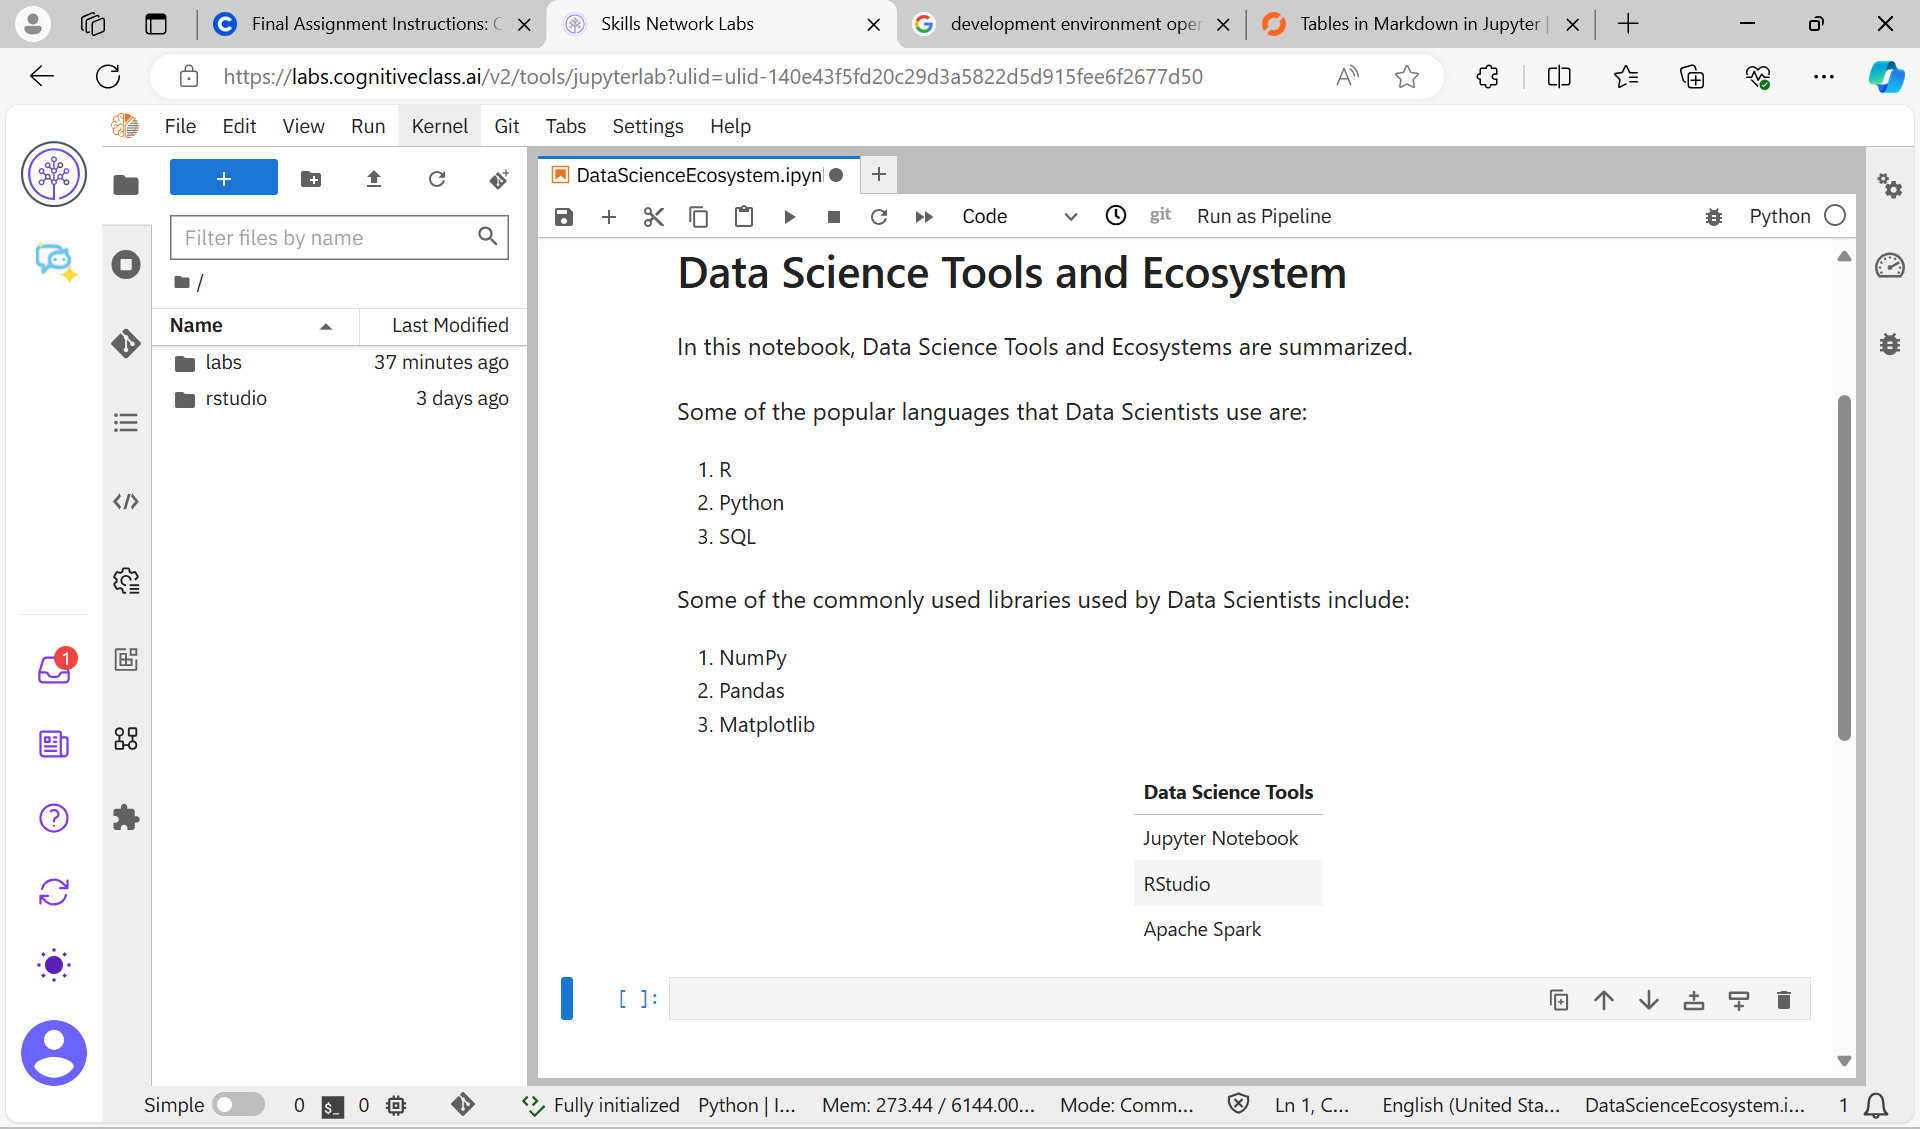 Final Assignment Instructions: C
Skills Network Labs
development environment oper
Tables in Markdown in Jupyter |
https://labs.cognitiveclass.ai/v2/tools/jupyterlab?ulid=ulid-140e43f5fd20c29d3a5822d5d915fee6f2677d50
File Edit View Run Kernel Git Tabs Settings Help
DataScienceEcosystem.ipyn
Code
git
Run as Pipeline
Python
Filter files by name
/
Name Last Modified
labs 37 minutes ago
rstudio 3 days ago
1
Data Science Tools and Ecosystem
In this notebook, Data Science Tools and Ecosystems are summarized.
Some of the popular languages that Data Scientists use are:
1. R
2. Python
3. SQL
Some of the commonly used libraries used by Data Scientists include:
1. NumPy
2. Pandas
3. Matplotlib
Data Science Tools
Jupyter Notebook
RStudio
Apache Spark
[ ]:
Simple 0 $_ 0 Fully initialized Python | I... Mem: 273.44 / 6144.00... Mode: Comm... Ln 1, C... English (United Sta... DataScienceEcosystem.i... 1